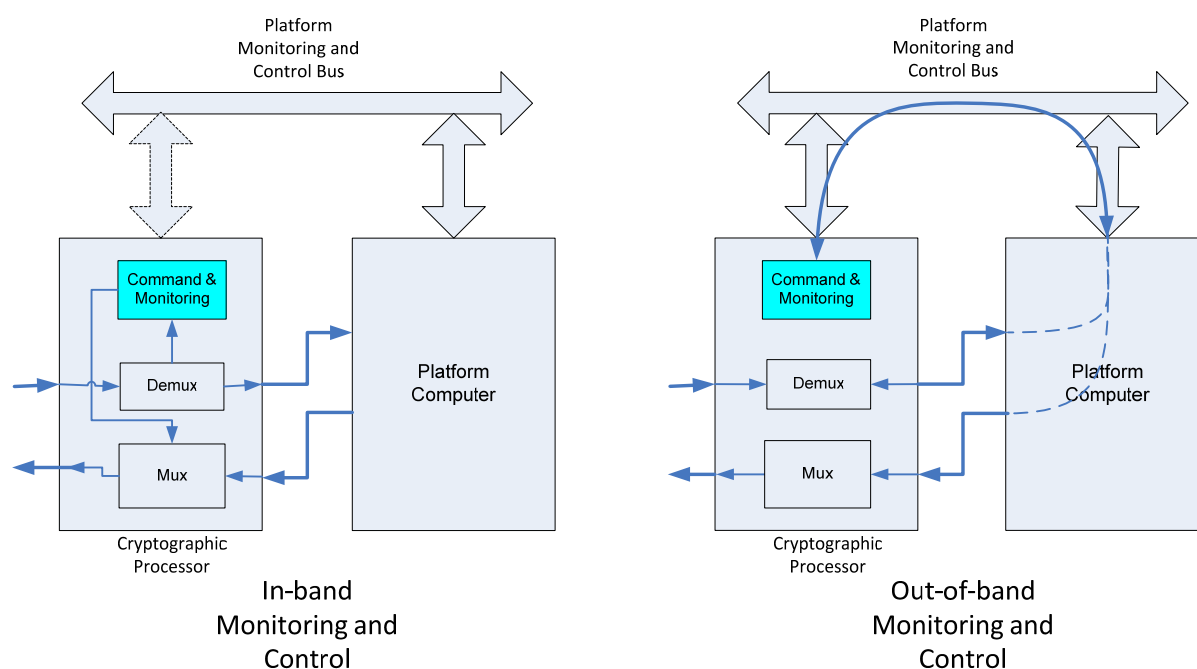 Platform
Monitoring and
Control Bus
Command &
Monitoring
Demux
Mux
Platform
Computer
Cryptographic
Processor
In-band
Monitoring and
Control
Platform
Monitoring and
Control Bus
Command &
Monitoring
Demux
Mux
Platform
Computer
Cryptographic
Processor
Out-of-band
Monitoring and
Control